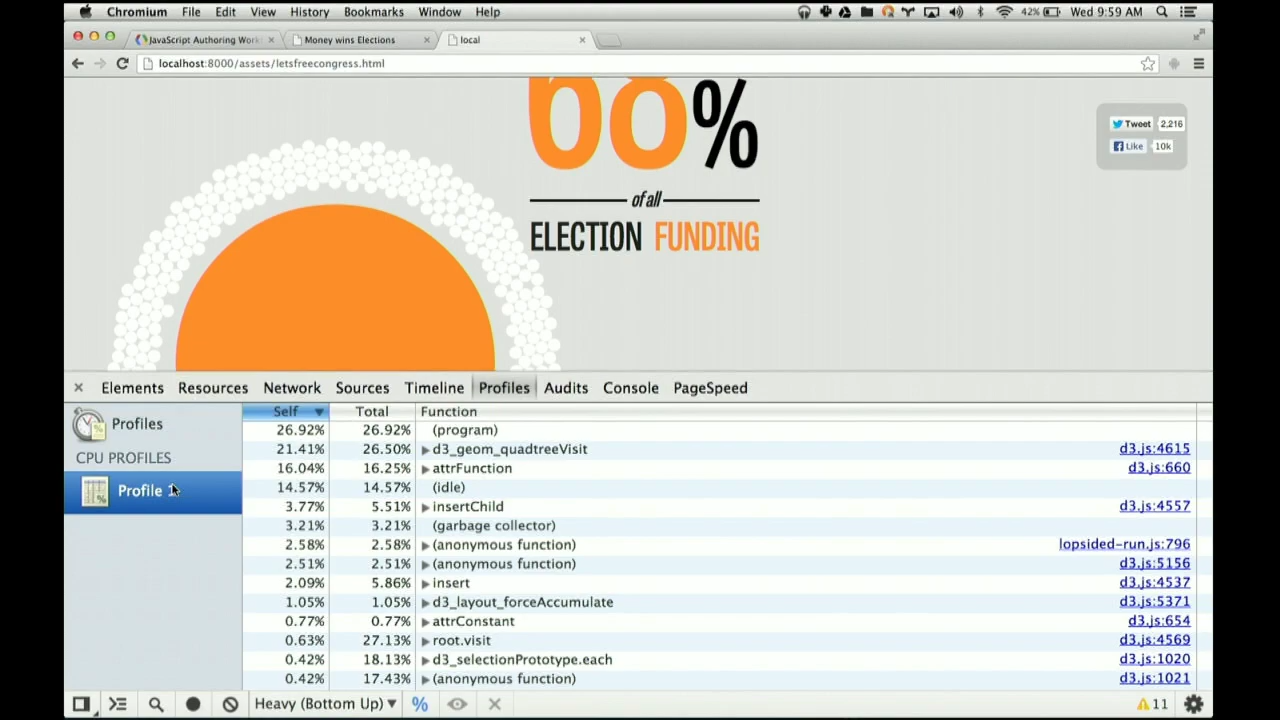 Chromium File Edit View History Bookmarks Window Help 42% Wed 9:59 AM
JavaScript Authoring Work Money wins Elections local
localhost:8000/assets/letsfreecongress.html
68%
of all
ELECTION FUNDING
Tweet 2,216
Like 10k
Elements Resources Network Sources Timeline Profiles Audits Console PageSpeed
Profiles
CPU PROFILES
Profile 1
Self Total Function
26.92% 26.92% (program)
21.41% 26.50% d3_geom_quadtreeVisit d3.js:4615
16.04% 16.25% attrFunction d3.js:660
14.57% 14.57% (idle)
3.77% 5.51% insertChild d3.js:4557
3.21% 3.21% (garbage collector)
2.58% 2.58% (anonymous function) lopsided-run.js:796
2.51% 2.51% (anonymous function) d3.js:5156
2.09% 5.86% insert d3.js:4537
1.05% 1.05% d3_layout_forceAccumulate d3.js:5371
0.77% 0.77% attrConstant d3.js:654
0.63% 27.13% root.visit d3.js:4569
0.42% 18.13% d3_selectionPrototype.each d3.js:1020
0.42% 17.43% (anonymous function) d3.js:1021
Heavy (Bottom Up) % 11